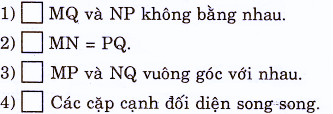 1) □ MQ và NP không bằng nhau.
2) □ MN = PQ.
3) □ MP và NQ vuông góc với nhau.
4) □ Các cặp cạnh đối diện song song.